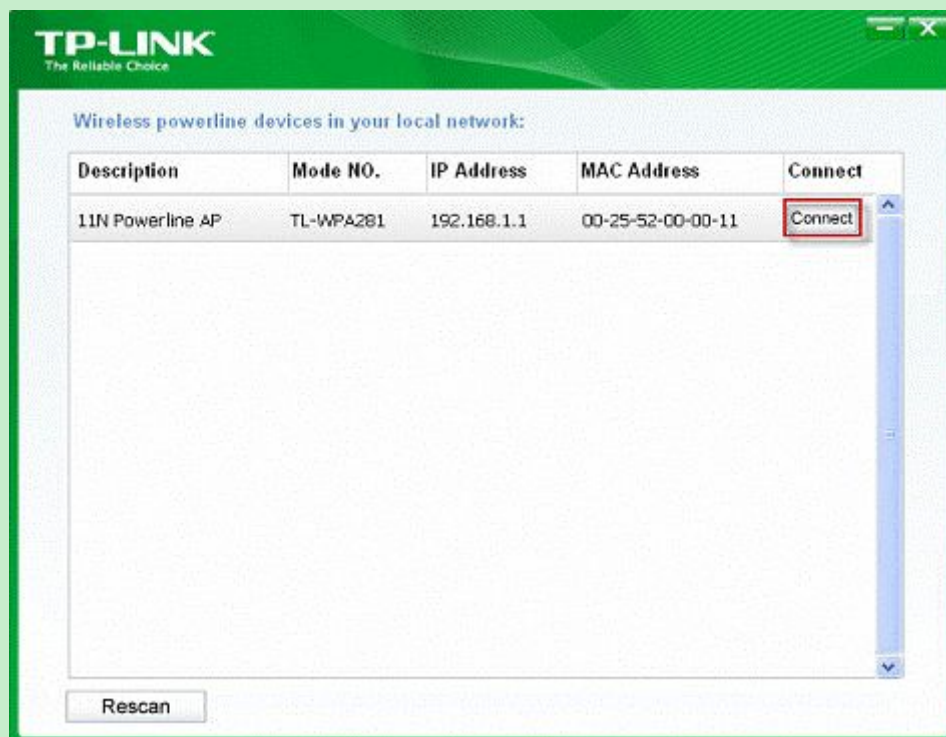 TP-LINK
The Reliable Choice
Wireless powerline devices in your local network:
Description Mode NO. IP Address MAC Address Connect
11N Powerline AP TL-WPA281 192.168.1.1 00-25-52-00-00-11 Connect
Rescan